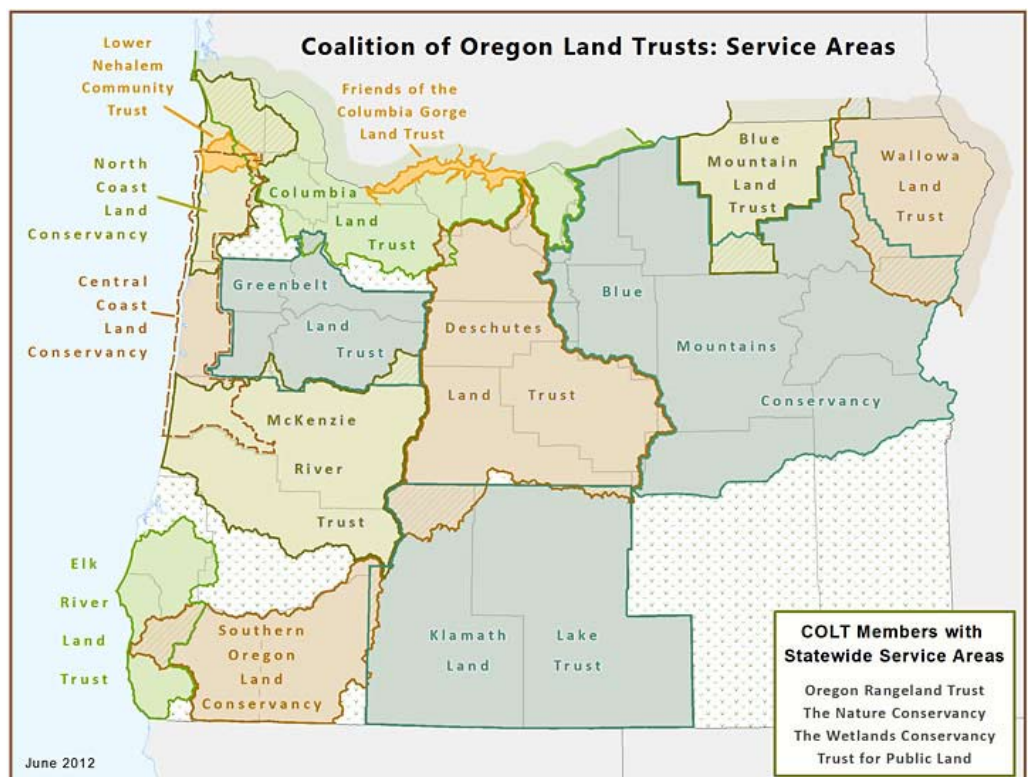 Coalition of Oregon Land Trusts: Service Areas
Lower
Nehalem
Community
Trust
Friends of the
Columbia Gorge
Land Trust
North
Coast
Land
Conservancy
Columbia
Land
Trust
Blue
Mountain
Land
Trust
Wallowa
Land
Trust
Central
Coast
Land
Conservancy
Greenbelt
Land
Trust
Deschutes
Land Trust
Blue
Mountains
Conservancy
McKenzie
River
Trust
Elk
River
Land
Trust
Southern
Oregon
Land
Conservancy
Klamath Lake
Land Trust
COLT Members with
Statewide Service Areas
Oregon Rangeland Trust
The Nature Conservancy
The Wetlands Conservancy
Trust for Public Land
June 2012